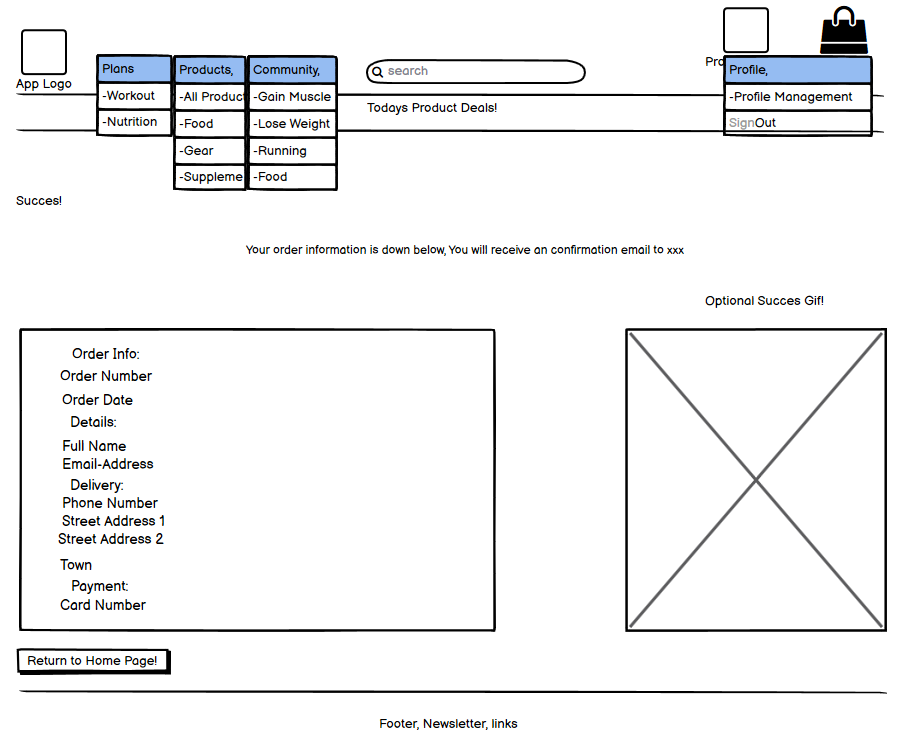 App Logo
Plans
-Workout
-Nutrition
Products,
-All Product
-Food
-Gear
-Suppleme
Community,
-Gain Muscle
-Lose Weight
-Running
-Food
search
Todays Product Deals!
Pro
Profile,
-Profile Management
SignOut
Succes!
Your order information is down below, You will receive an confirmation email to xxx
Optional Succes Gif!
Order Info:
Order Number
Order Date
Details:
Full Name
Email-Address
Delivery:
Phone Number
Street Address 1
Street Address 2
Town
Payment:
Card Number
Return to Home Page!
Footer, Newsletter, links